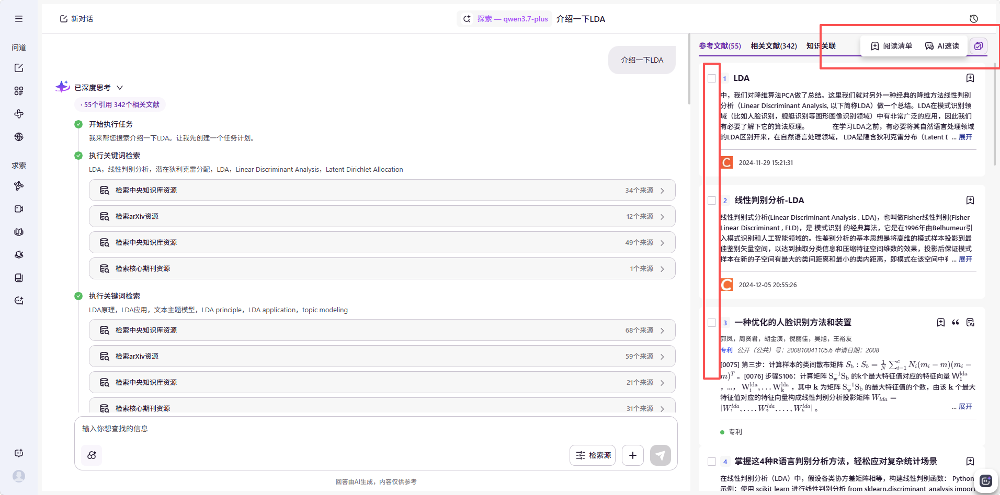 新对话
探索 — qwen3.7-plus 介绍一下LDA
问道
求索
介绍一下LDA
已深度思考
· 55个引用 342个相关文献
开始执行任务
我来帮您搜索介绍一下LDA。让我先创建一个任务计划。
执行关键词检索
LDA，线性判别分析，潜在狄利克雷分配，LDA，Linear Discriminant Analysis，Latent Dirichlet Allocation
检索中央知识库资源 34个来源
检索arXiv资源 12个来源
检索中央知识库资源 49个来源
检索核心期刊资源 1个来源
执行关键词检索
LDA原理，LDA应用，文本主题模型，LDA principle，LDA application，topic modeling
检索中央知识库资源 68个来源
检索arXiv资源 59个来源
检索中央知识库资源 21个来源
检索核心期刊资源 31个来源
输入你想查找的信息
检索源
回答由AI生成，内容仅供参考
参考文献(55) 相关文献(342) 知识关联 阅读清单 AI速读
1 LDA
中，我们对降维算法PCA做了总结。这里我们就对另外一种经典的降维方法线性判别
分析（Linear Discriminant Analysis, 以下简称LDA）做一个总结。LDA在模式识别领
域（比如人脸识别，舰艇识别等图形图像识别领域）中有非常广泛的应用，因此我们
有必要了解下它的算法原理。 在学习LDA之前，有必要将其自然语言处理领域
的LDA区别开来，在自然语言处理领域， LDA是隐含狄利克雷分布（Latent ... 展开
C 2024-11-29 15:21:31
2 线性判别分析-LDA
线性判别式分析(Linear Discriminant Analysis , LDA)，也叫做Fisher线性判别(Fisher
Linear Discriminant , FLD)，是 模式识别 的经典算法，它是在1996年由Belhumeur引
入模式识别和人工智能领域的。性鉴别分析的基本思想是将高维的模式样本投影到最
佳鉴别矢量空间，以达到抽取分类信息和压缩特征空间维数的效果，投影后保证模式
样本在新的子空间有最大的类间距离和最小的类内距离，即模式在该空间中 ... 展开
C 2024-12-05 20:55:26
3 一种优化的人脸识别方法和装置
郭凤，周贤君，胡金演，倪丽佳，吴旭，王裕友
专利 公开（公共）号：200810041105.6 申请日期：2008
[0075] 第三步：计算样本的类间散布矩阵 S_b : S_b = \frac{1}{N} \sum_{i=1}^{c} N_i(m_i − m)(m_i −
m)^T 。[0076] 步骤S106：计算矩阵 S_w^{−1}S_b 的k个最大特征值对应的特征向量 W_1^{lda}
，...， W_i^{lda}, . . . W_k^{lda} ，其中 k 为矩阵 S_w^{−1}S_b 的最大特征值的个数，由该 k 个最大
特征值对应的特征向量构成线性判别分析投影矩阵 W_{lda} =
[W_1^{lda}, . . . , W_2^{lda}, . . . , W_k^{lda}] 。 ... 展开
专利
4 掌握这4种R语言判别分析方法，轻松应对复杂统计场景
在线性判别分析（LDA）中，假设各类协方差矩阵相等，构建线性判别函数： Python
示例：使用 scikit-learn 进行线性判别分析 from sklearn.discriminant_analysis import